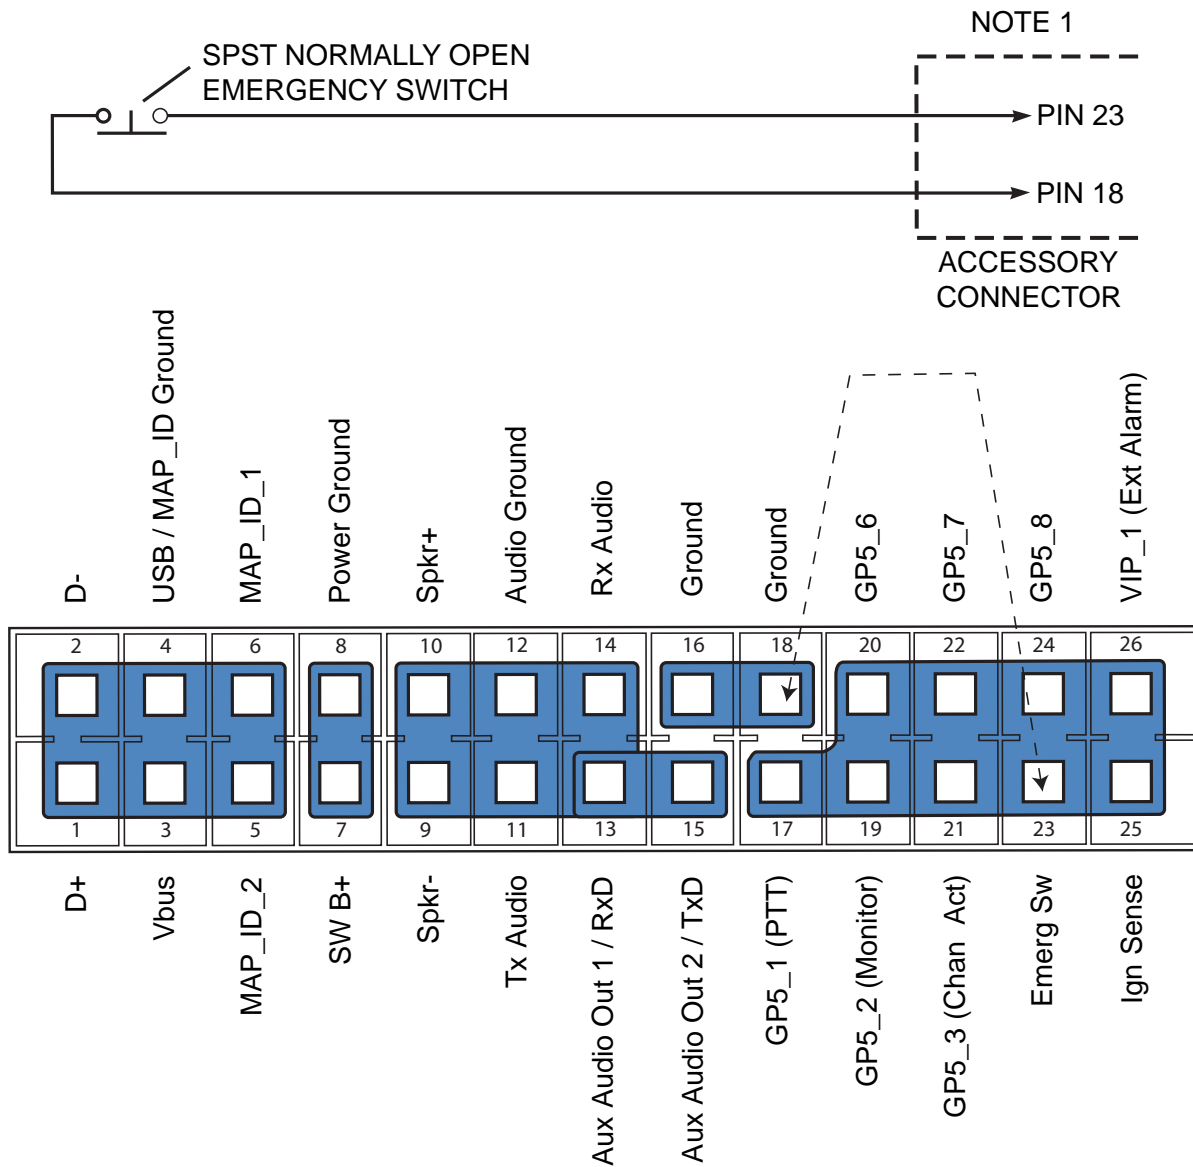 NOTE 1
SPST NORMALLY OPEN
EMERGENCY SWITCH
PIN 23
PIN 18
ACCESSORY
CONNECTOR
D-
USB / MAP_ID Ground
MAP_ID_1
Power Ground
Spkr+
Audio Ground
Rx Audio
Ground
Ground
GP5_6
GP5_7
GP5_8
VIP_1 (Ext Alarm)
2 4 6 8 10 12 14 16 18 20 22 24 26
1 3 5 7 9 11 13 15 17 19 21 23 25
D+
Vbus
MAP_ID_2
SW B+
Spkr-
Tx Audio
Aux Audio Out 1 / RxD
Aux Audio Out 2 / TxD
GP5_1 (PTT)
GP5_2 (Monitor)
GP5_3 (Chan Act)
Emerg Sw
Ign Sense